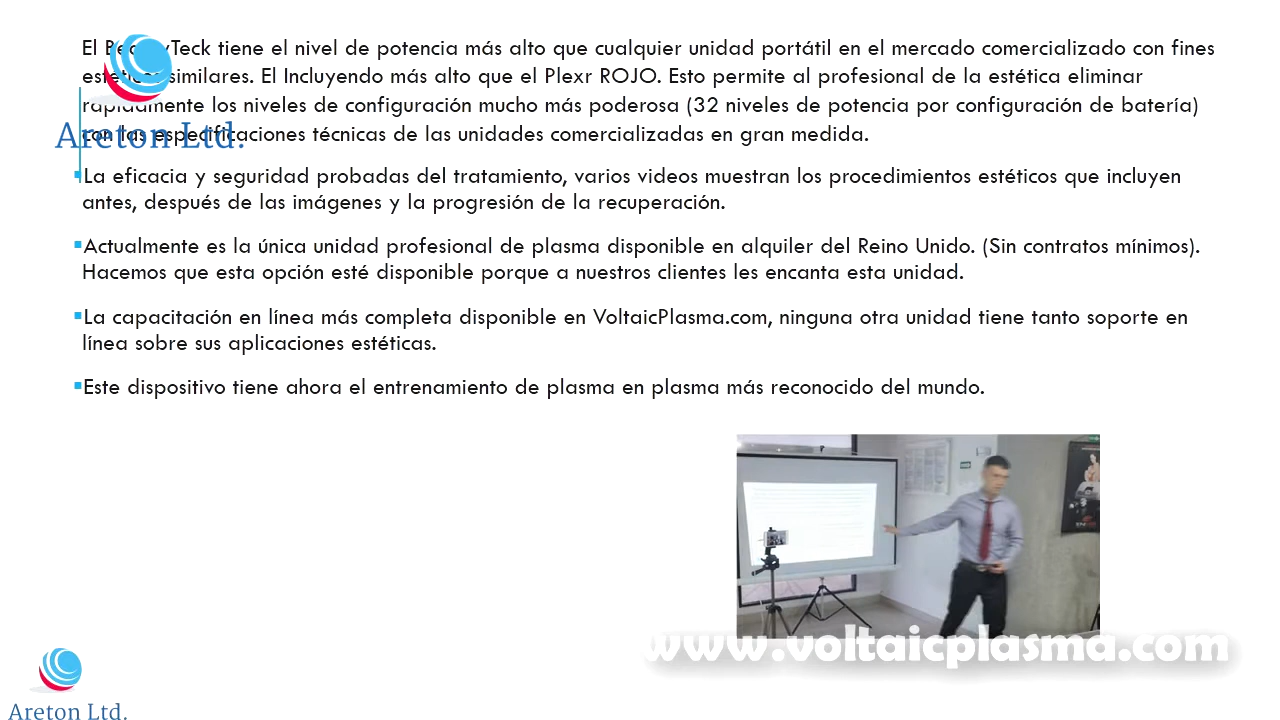 El BeautyTeck tiene el nivel de potencia más alto que cualquier unidad portátil en el mercado comercializado con fines
estéticos similares. El Incluyendo más alto que el Plexr ROJO. Esto permite al profesional de la estética eliminar
rápidamente los niveles de configuración mucho más poderosa (32 niveles de potencia por configuración de batería)
con las especificaciones técnicas de las unidades comercializadas en gran medida.
Areton Ltd.
La eficacia y seguridad probadas del tratamiento, varios videos muestran los procedimientos estéticos que incluyen
antes, después de las imágenes y la progresión de la recuperación.
Actualmente es la única unidad profesional de plasma disponible en alquiler del Reino Unido. (Sin contratos mínimos).
Hacemos que esta opción esté disponible porque a nuestros clientes les encanta esta unidad.
La capacitación en línea más completa disponible en VoltaicPlasma.com, ninguna otra unidad tiene tanto soporte en
línea sobre sus aplicaciones estéticas.
Este dispositivo tiene ahora el entrenamiento de plasma en plasma más reconocido del mundo.
www.voltaicplasma.com
Areton Ltd.